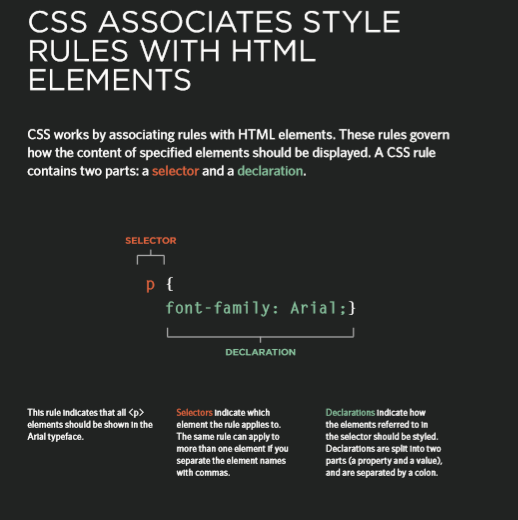 CSS ASSOCIATES STYLE
RULES WITH HTML
ELEMENTS
CSS works by associating rules with HTML elements. These rules govern
how the content of specified elements should be displayed. A CSS rule
contains two parts: a selector and a declaration.
SELECTOR
p {
font-family: Arial;}
DECLARATION
This rule indicates that all <p>
elements should be shown in the
Arial typeface.
Selectors indicate which
element the rule applies to.
The same rule can apply to
more than one element if you
separate the element names
with commas.
Declarations indicate how
the elements referred to in
the selector should be styled.
Declarations are split into two
parts (a property and a value),
and are separated by a colon.